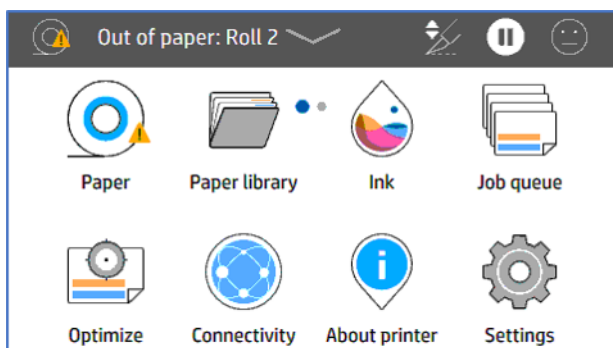 Out of paper: Roll 2
Paper
Paper library
Ink
Job queue
Optimize
Connectivity
About printer
Settings